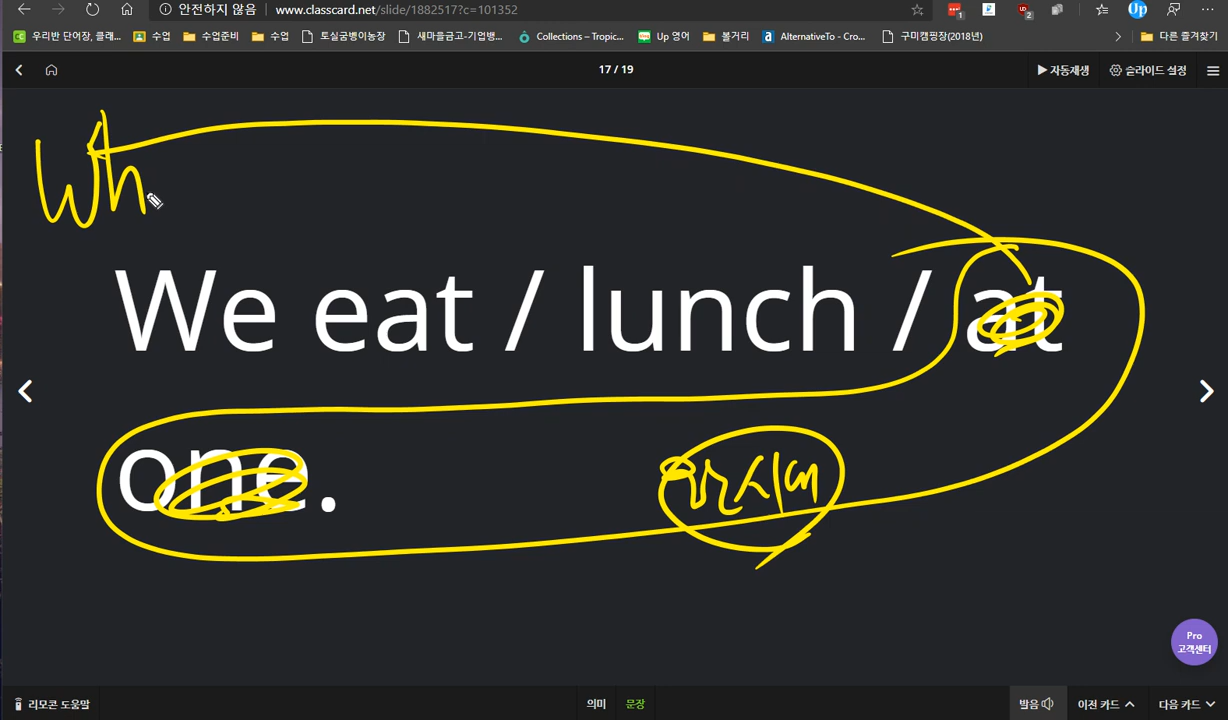 안전하지 않음 www.classcard.net/slide/1882517?c=101352
우리반 단어장, 클래... 수업 수업준비 수업 토실굼벵이농장 새마을금고-기업뱅... Collections – Tropic... Up 영어 볼거리 AlternativeTo - Cro... 구미캠핑장(2018년) 다른 즐겨찾기
17 / 19 자동재생 슬라이드 설정
Wh
We eat / lunch / at
one.
한시에
Pro
고객센터
리모콘 도움말 의미 문장 발음 이전 카드 다음 카드